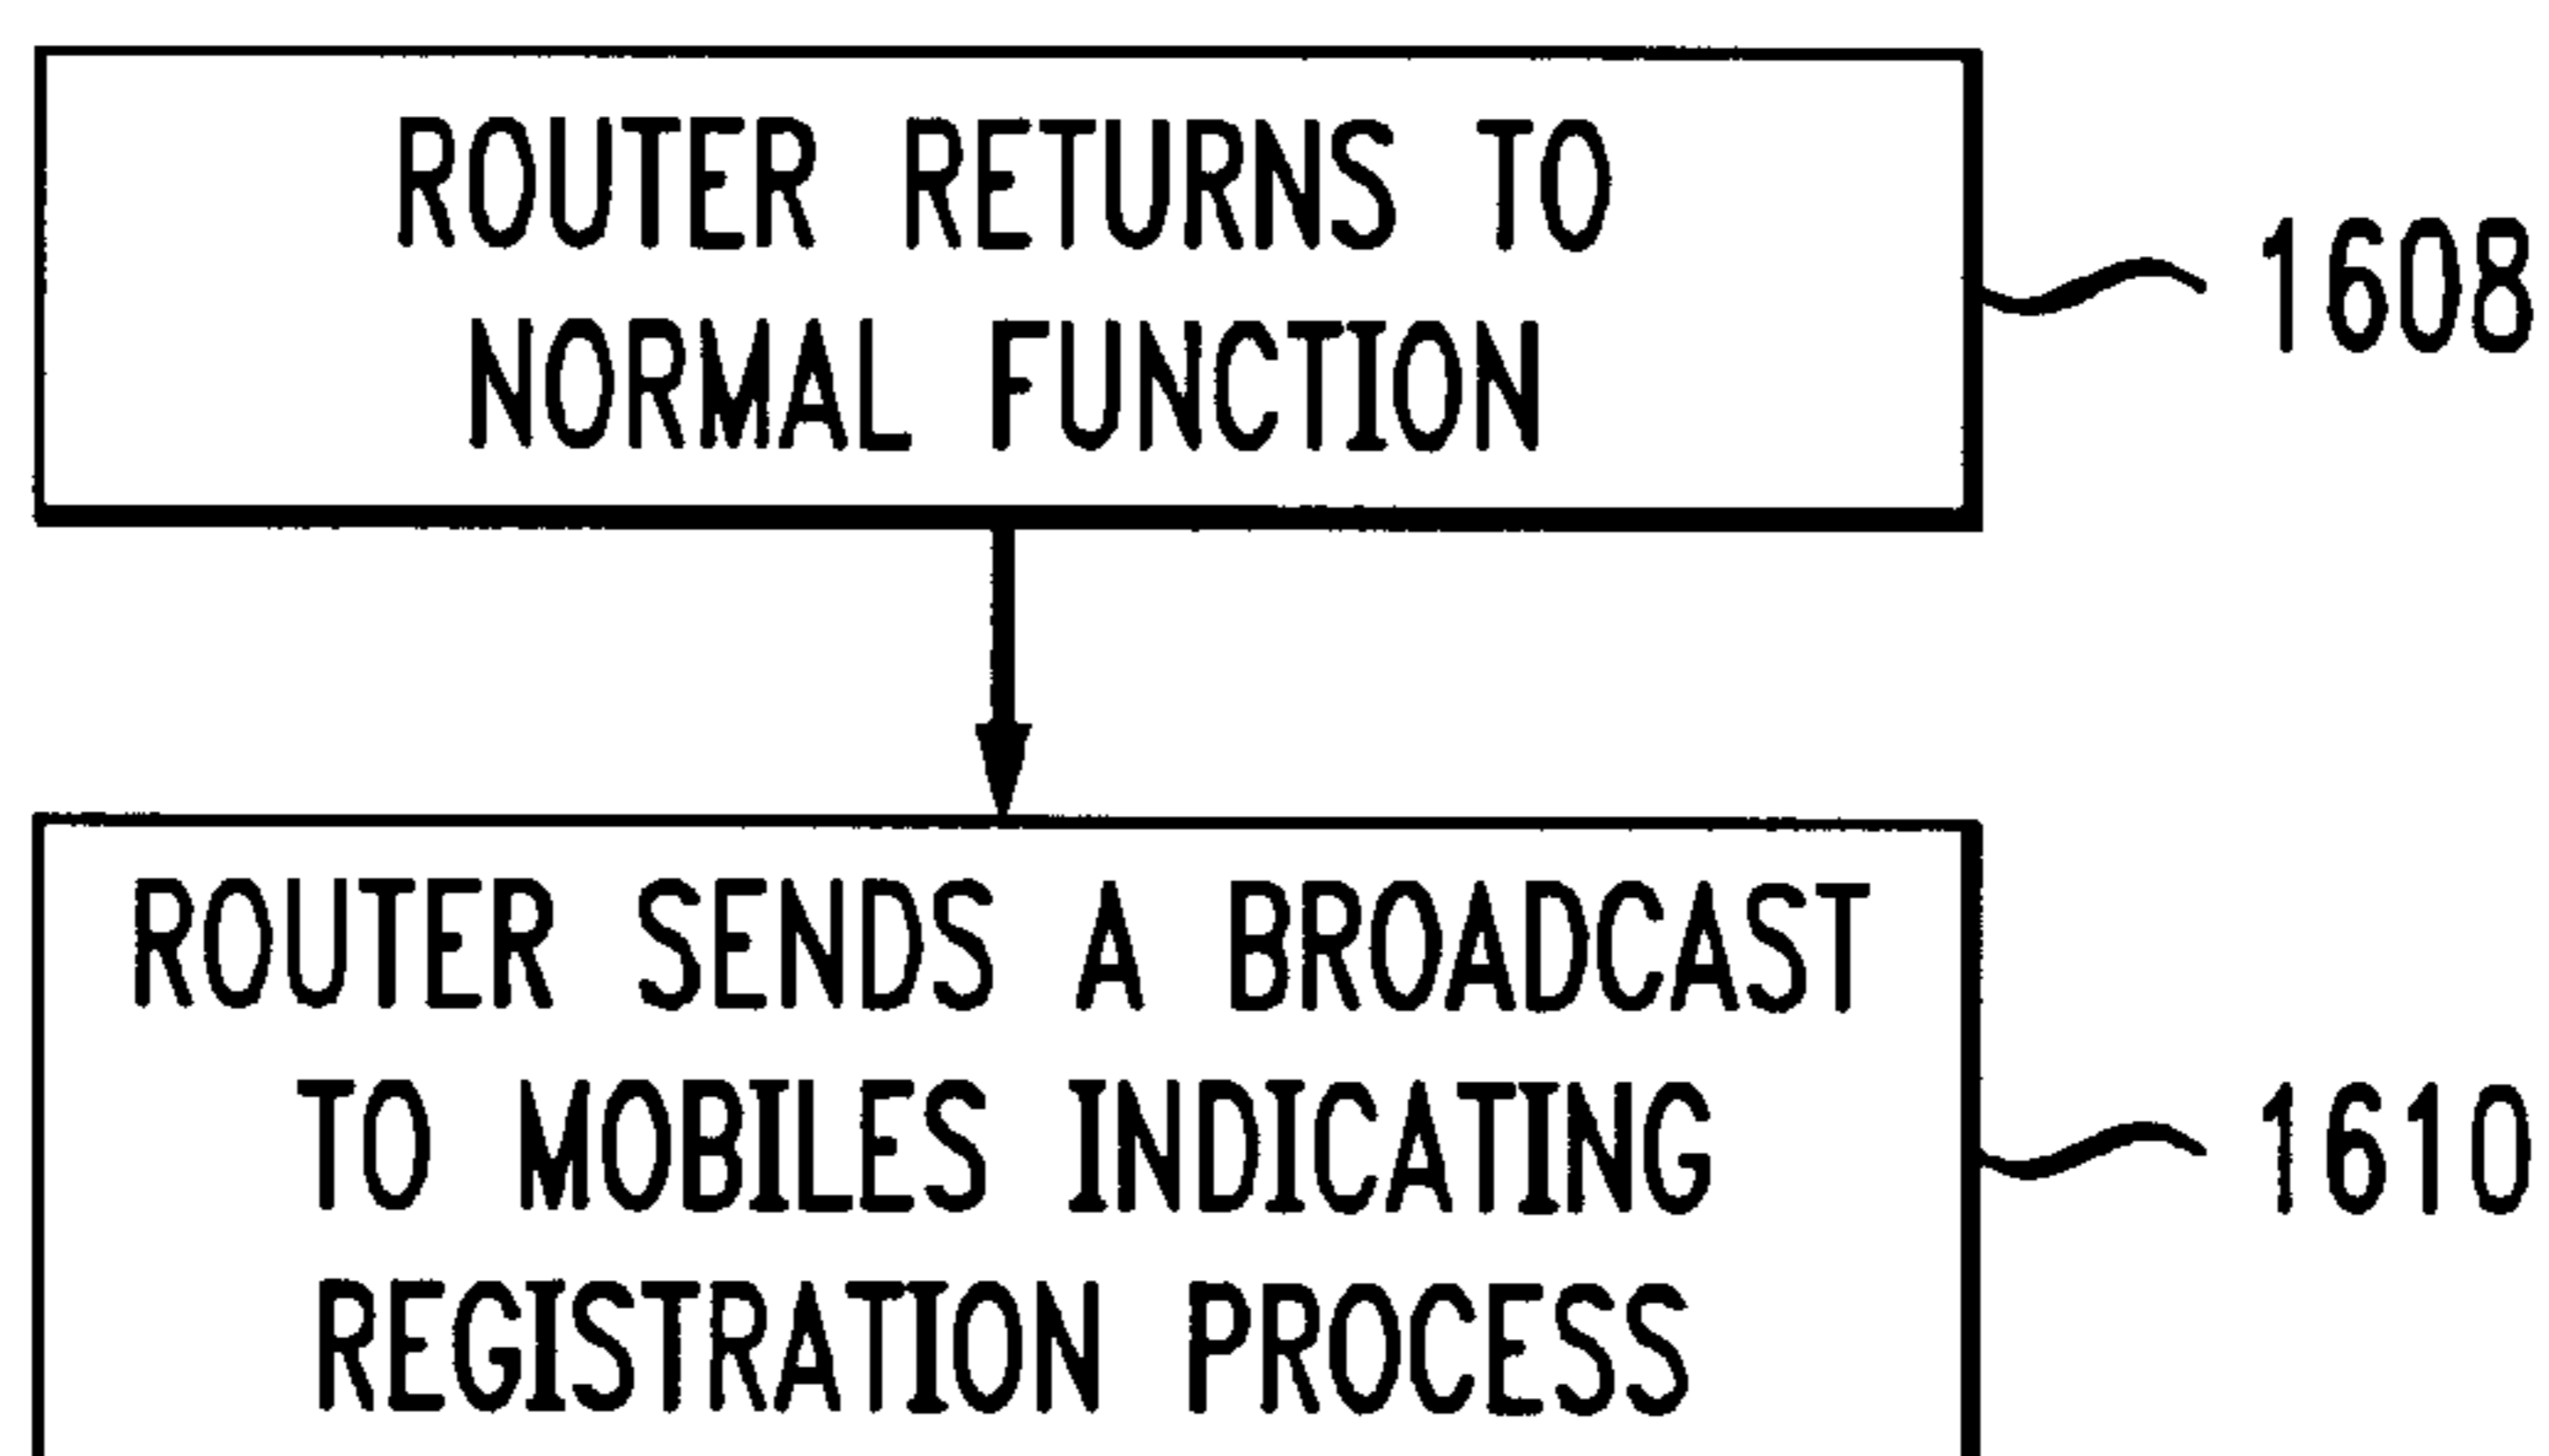 ROUTER RETURNS TO
NORMAL FUNCTION
1608
ROUTER SENDS A BROADCAST
TO MOBILES INDICATING
REGISTRATION PROCESS
1610